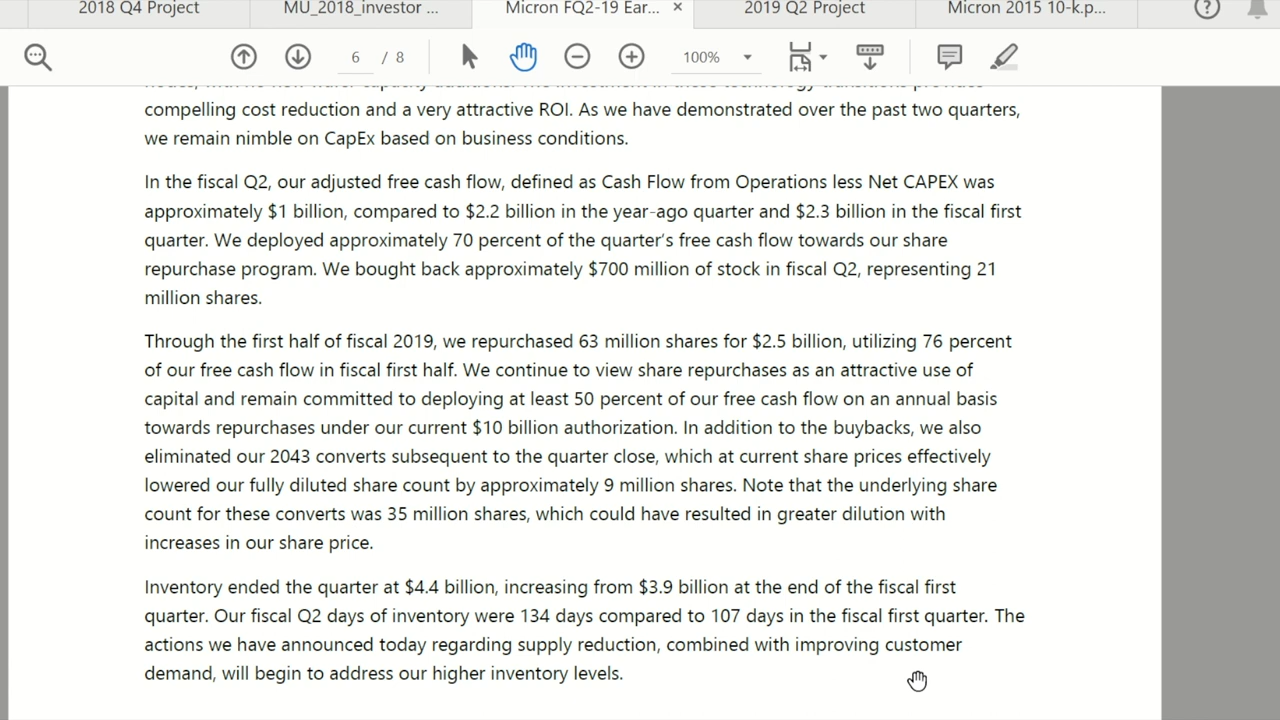 2018 Q4 Project
MU_2018_investor ...
Micron FQ2-19 Ear... ×
2019 Q2 Project
Micron 2015 10-k.p...
6 / 8
100%
compelling cost reduction and a very attractive ROI. As we have demonstrated over the past two quarters,
we remain nimble on CapEx based on business conditions.
In the fiscal Q2, our adjusted free cash flow, defined as Cash Flow from Operations less Net CAPEX was
approximately $1 billion, compared to $2.2 billion in the year-ago quarter and $2.3 billion in the fiscal first
quarter. We deployed approximately 70 percent of the quarter's free cash flow towards our share
repurchase program. We bought back approximately $700 million of stock in fiscal Q2, representing 21
million shares.
Through the first half of fiscal 2019, we repurchased 63 million shares for $2.5 billion, utilizing 76 percent
of our free cash flow in fiscal first half. We continue to view share repurchases as an attractive use of
capital and remain committed to deploying at least 50 percent of our free cash flow on an annual basis
towards repurchases under our current $10 billion authorization. In addition to the buybacks, we also
eliminated our 2043 converts subsequent to the quarter close, which at current share prices effectively
lowered our fully diluted share count by approximately 9 million shares. Note that the underlying share
count for these converts was 35 million shares, which could have resulted in greater dilution with
increases in our share price.
Inventory ended the quarter at $4.4 billion, increasing from $3.9 billion at the end of the fiscal first
quarter. Our fiscal Q2 days of inventory were 134 days compared to 107 days in the fiscal first quarter. The
actions we have announced today regarding supply reduction, combined with improving customer
demand, will begin to address our higher inventory levels.